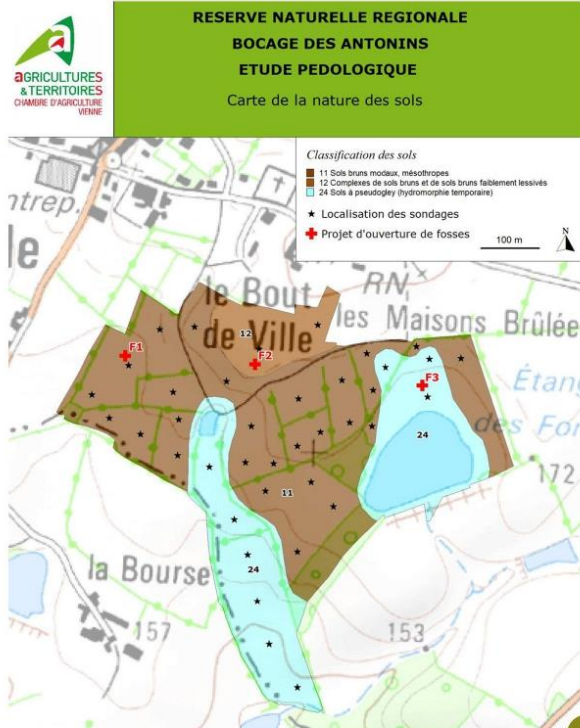 RESERVE NATURELLE REGIONALE
BOCAGE DES ANTONINS
ETUDE PEDOLOGIQUE
Carte de la nature des sols
aGRICULTURES
& TERRITOIRES
CHAMBRE D'AGRICULTURE
VIENNE
Classification des sols
11 Sols bruns modaux, mésothropes
12 Complexes de sols bruns et de sols bruns faiblement lessivés
24 Sols à pseudogley (hydromorphie temporaire)
Localisation des sondages
Projet d'ouverture de fosses
100 m
N
ntrep.
le
le Bout
de Ville
RN
les Maisons Brûlée
12
F1
F2
F3
Étan
des For
24
172
11
la Bourse
24
157
153